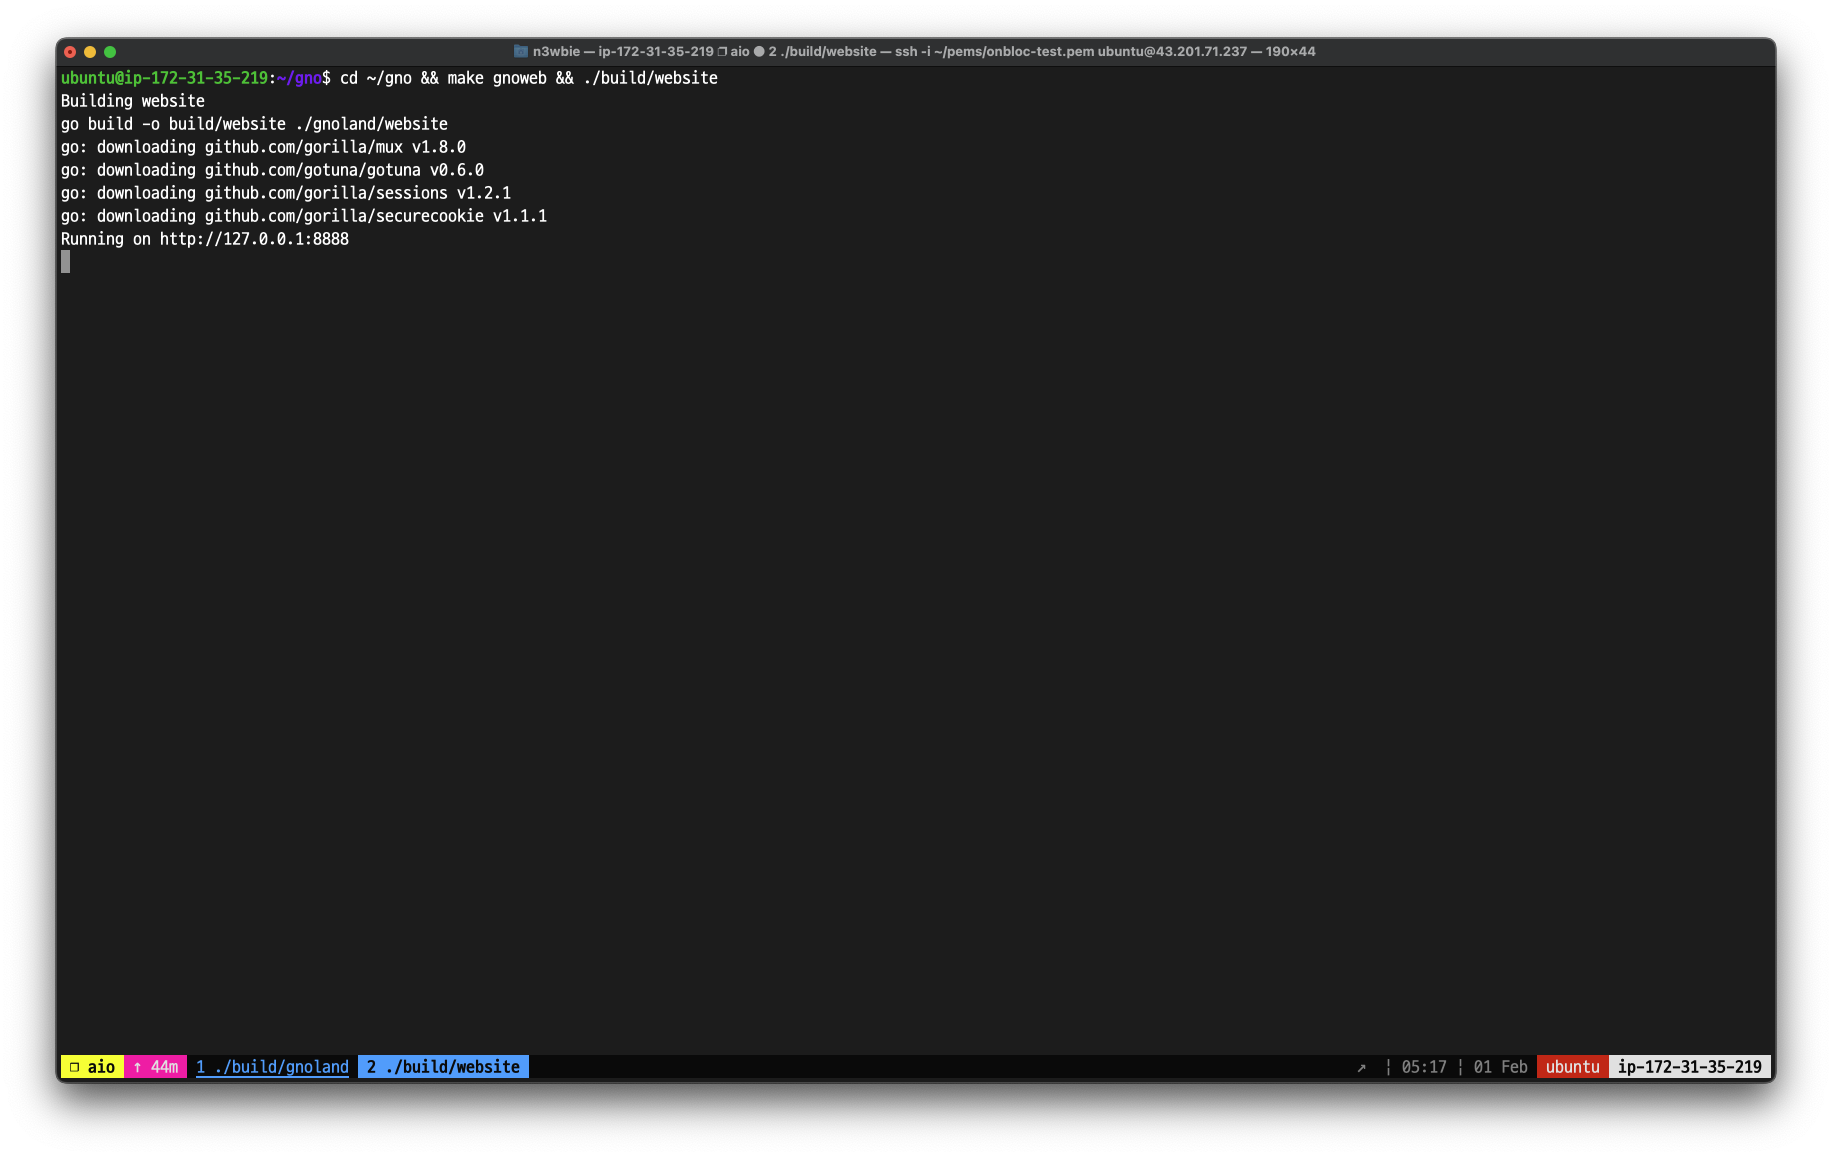 n3wbie — ip-172-31-35-219 ❐ aio ● 2 ./build/website — ssh -i ~/pems/onbloc-test.pem ubuntu@43.201.71.237 — 190×44
ubuntu@ip-172-31-35-219:~/gno$ cd ~/gno && make gnoweb && ./build/website
Building website
go build -o build/website ./gnoland/website
go: downloading github.com/gorilla/mux v1.8.0
go: downloading github.com/gotuna/gotuna v0.6.0
go: downloading github.com/gorilla/sessions v1.2.1
go: downloading github.com/gorilla/securecookie v1.1.1
Running on http://127.0.0.1:8888
❐ aio ↑ 44m 1 ./build/gnoland 2 ./build/website ↗ ¦ 05:17 ¦ 01 Feb ubuntu ip-172-31-35-219